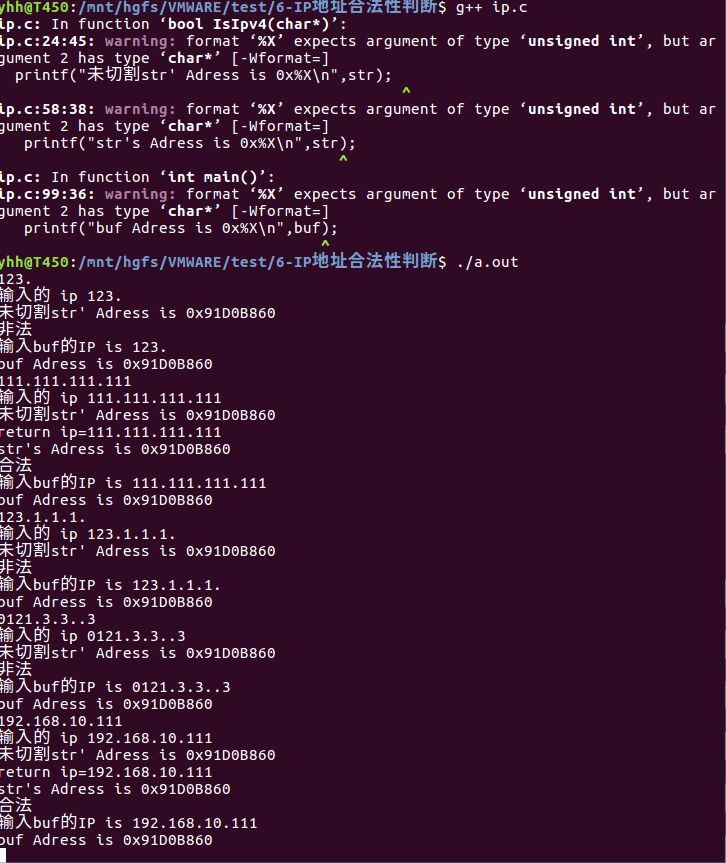 yhh@T450:/mnt/hgfs/VMWARE/test/6-IP地址合法性判断$ g++ ip.c
ip.c: In function ‘bool IsIpv4(char*)’:
ip.c:24:45: warning: format ‘%X’ expects argument of type ‘unsigned int’, but ar
gument 2 has type ‘char*’ [-Wformat=]
printf("未切割str' Adress is 0x%X\n",str);
^
ip.c:58:38: warning: format ‘%X’ expects argument of type ‘unsigned int’, but ar
gument 2 has type ‘char*’ [-Wformat=]
printf("str's Adress is 0x%X\n",str);
^
ip.c: In function ‘int main()’:
ip.c:99:36: warning: format ‘%X’ expects argument of type ‘unsigned int’, but ar
gument 2 has type ‘char*’ [-Wformat=]
printf("buf Adress is 0x%X\n",buf);
^
yhh@T450:/mnt/hgfs/VMWARE/test/6-IP地址合法性判断$ ./a.out
123.
输入的 ip 123.
未切割str' Adress is 0x91D0B860
非法
输入buf的IP is 123.
buf Adress is 0x91D0B860
111.111.111.111
输入的 ip 111.111.111.111
未切割str' Adress is 0x91D0B860
return ip=111.111.111.111
str's Adress is 0x91D0B860
合法
输入buf的IP is 111.111.111.111
buf Adress is 0x91D0B860
123.1.1.1.
输入的 ip 123.1.1.1.
未切割str' Adress is 0x91D0B860
非法
输入buf的IP is 123.1.1.1.
buf Adress is 0x91D0B860
0121.3.3..3
输入的 ip 0121.3.3..3
未切割str' Adress is 0x91D0B860
非法
输入buf的IP is 0121.3.3..3
buf Adress is 0x91D0B860
192.168.10.111
输入的 ip 192.168.10.111
未切割str' Adress is 0x91D0B860
return ip=192.168.10.111
str's Adress is 0x91D0B860
合法
输入buf的IP is 192.168.10.111
buf Adress is 0x91D0B860